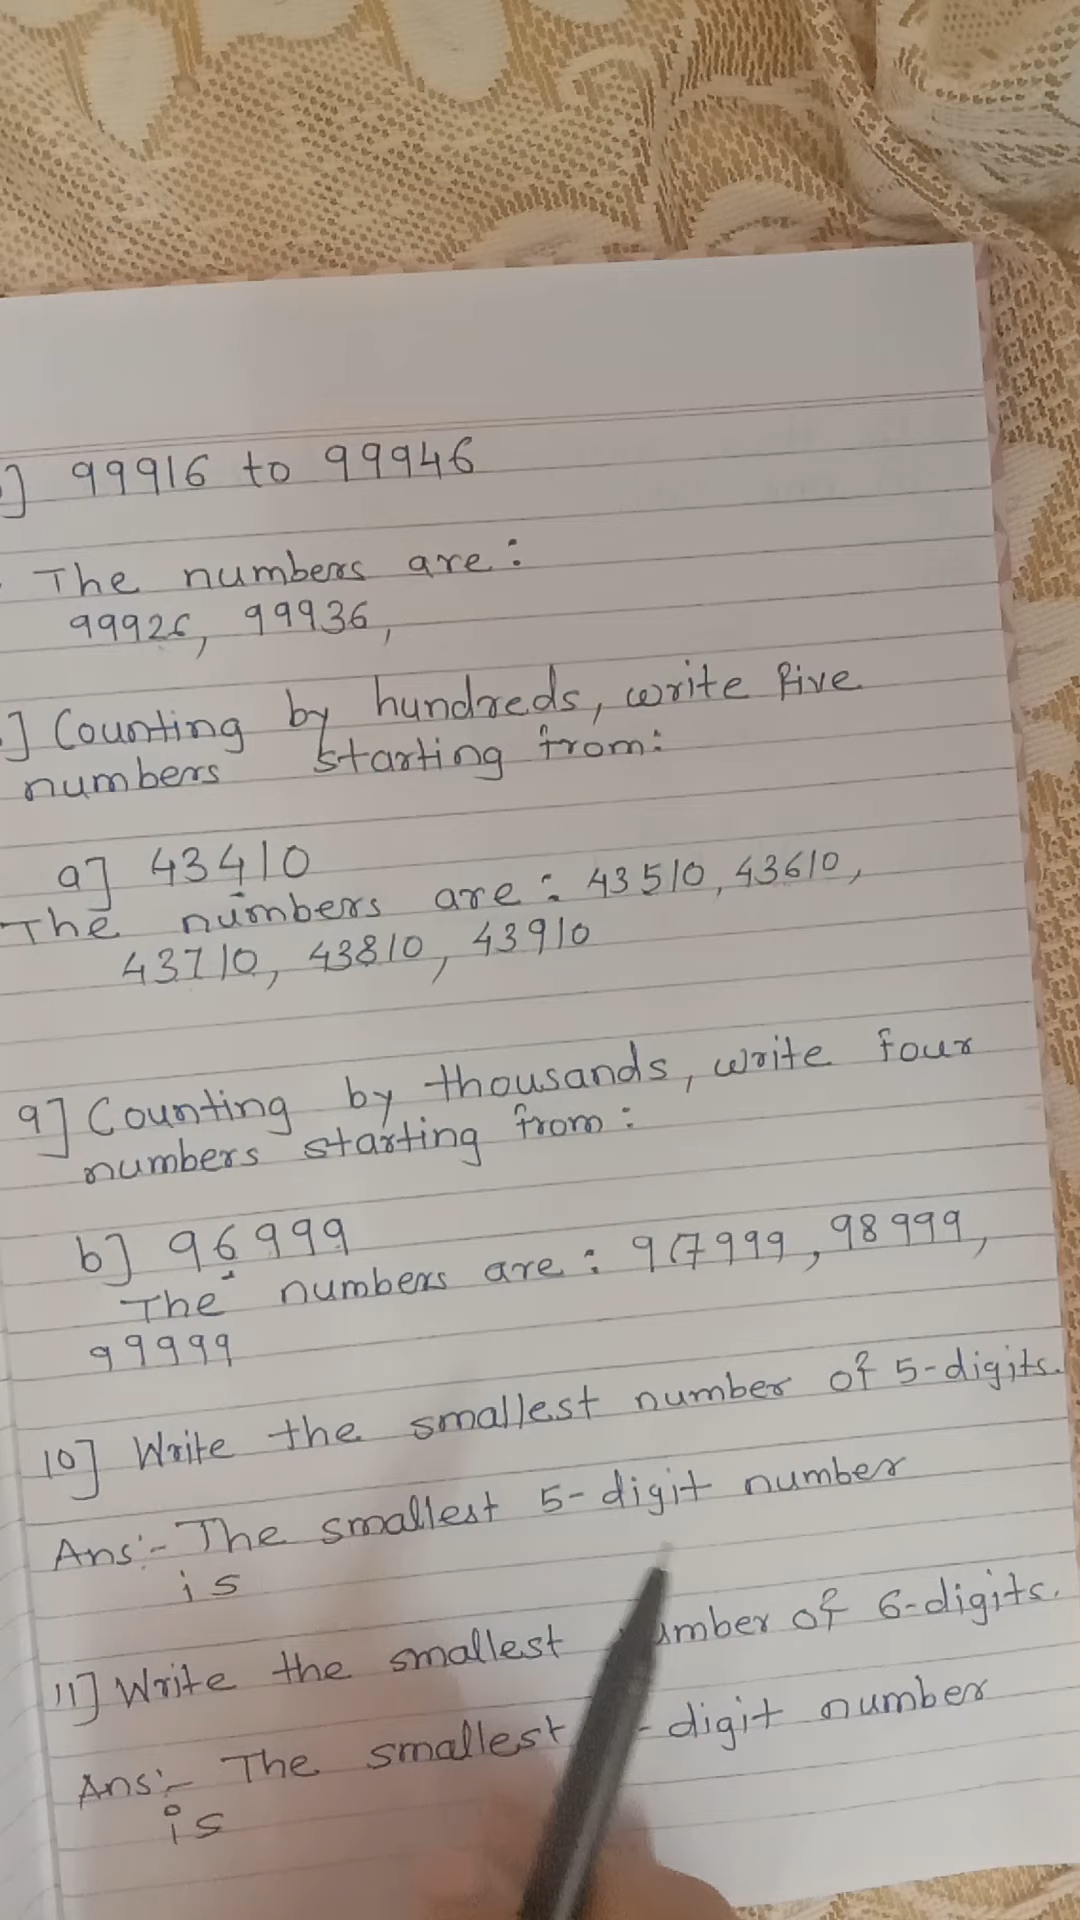 ] 99916 to 99946
The numbers are:
99926, 99936,
] Counting by hundreds, write five
numbers starting from:
a] 43410
The numbers are: 43510, 43610,
43710, 43810, 43910
9] Counting by thousands, write four
numbers starting from:
b] 96999
The numbers are: 97999, 98999,
99999
10] Write the smallest number of 5-digits.
Ans:- The smallest 5-digit number
is
11] Write the smallest number of 6-digits.
Ans:- The smallest -digit number
is